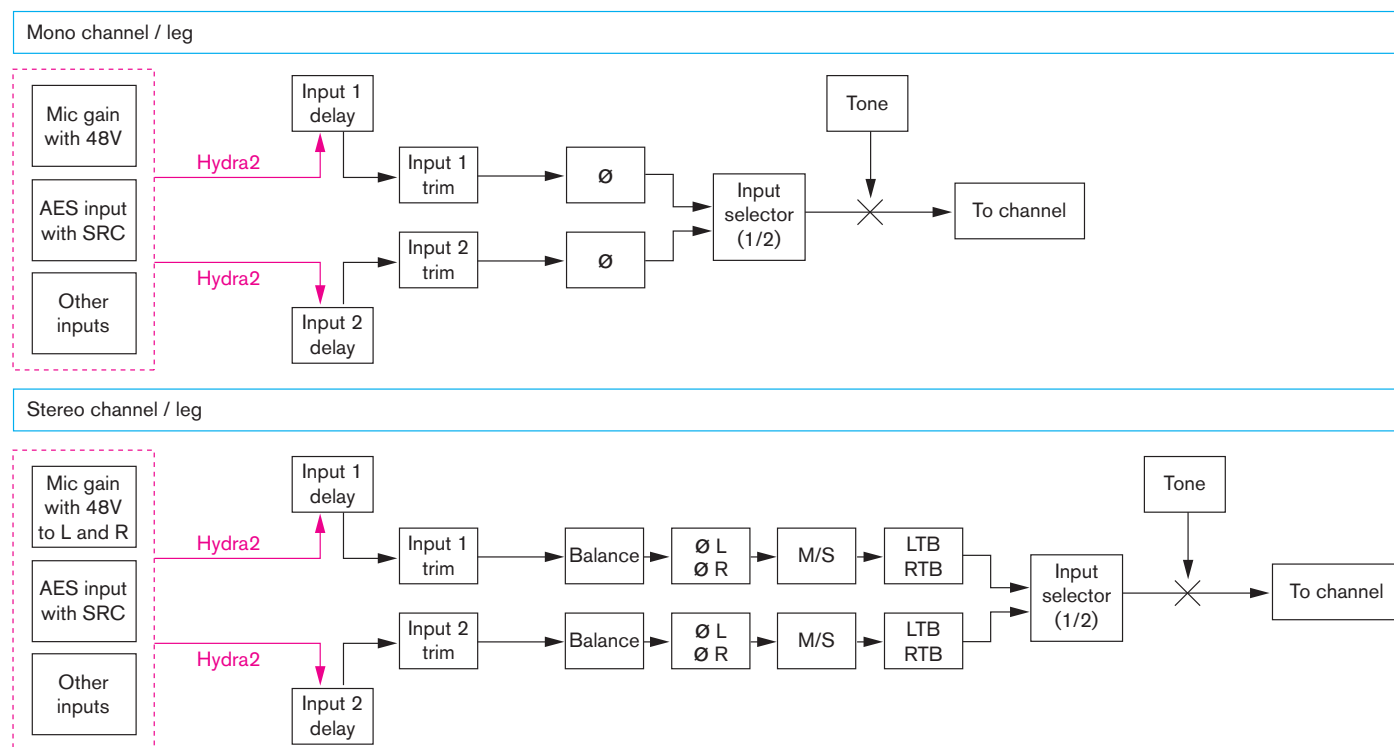 Mono channel / leg
Mic gain
with 48V
AES input
with SRC
Other
inputs
Hydra2
Hydra2
Input 1
delay
Input 2
delay
Input 1
trim
Input 2
trim
Ø
Ø
Input
selector
(1/2)
Tone
To channel
Stereo channel / leg
Mic gain
with 48V
to L and R
AES input
with SRC
Other
inputs
Hydra2
Hydra2
Input 1
delay
Input 2
delay
Input 1
trim
Input 2
trim
Balance
Balance
Ø L
Ø R
Ø L
Ø R
M/S
M/S
LTB
RTB
LTB
RTB
Input
selector
(1/2)
Tone
To channel